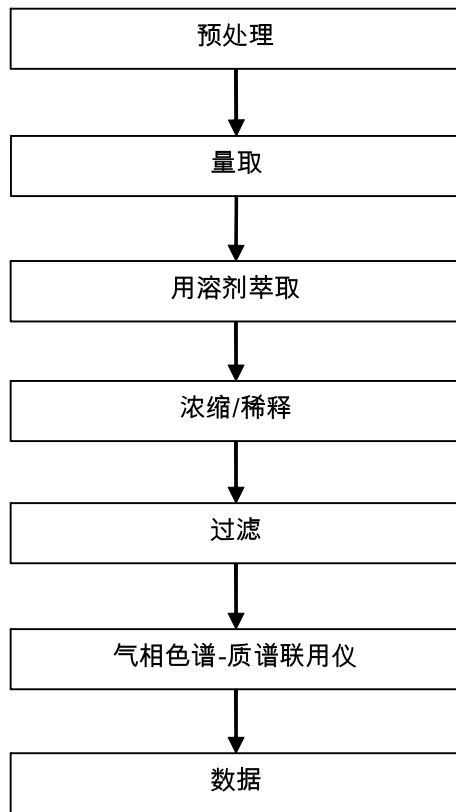 预处理
量取
用溶剂萃取
浓缩/稀释
过滤
气相色谱-质谱联用仪
数据